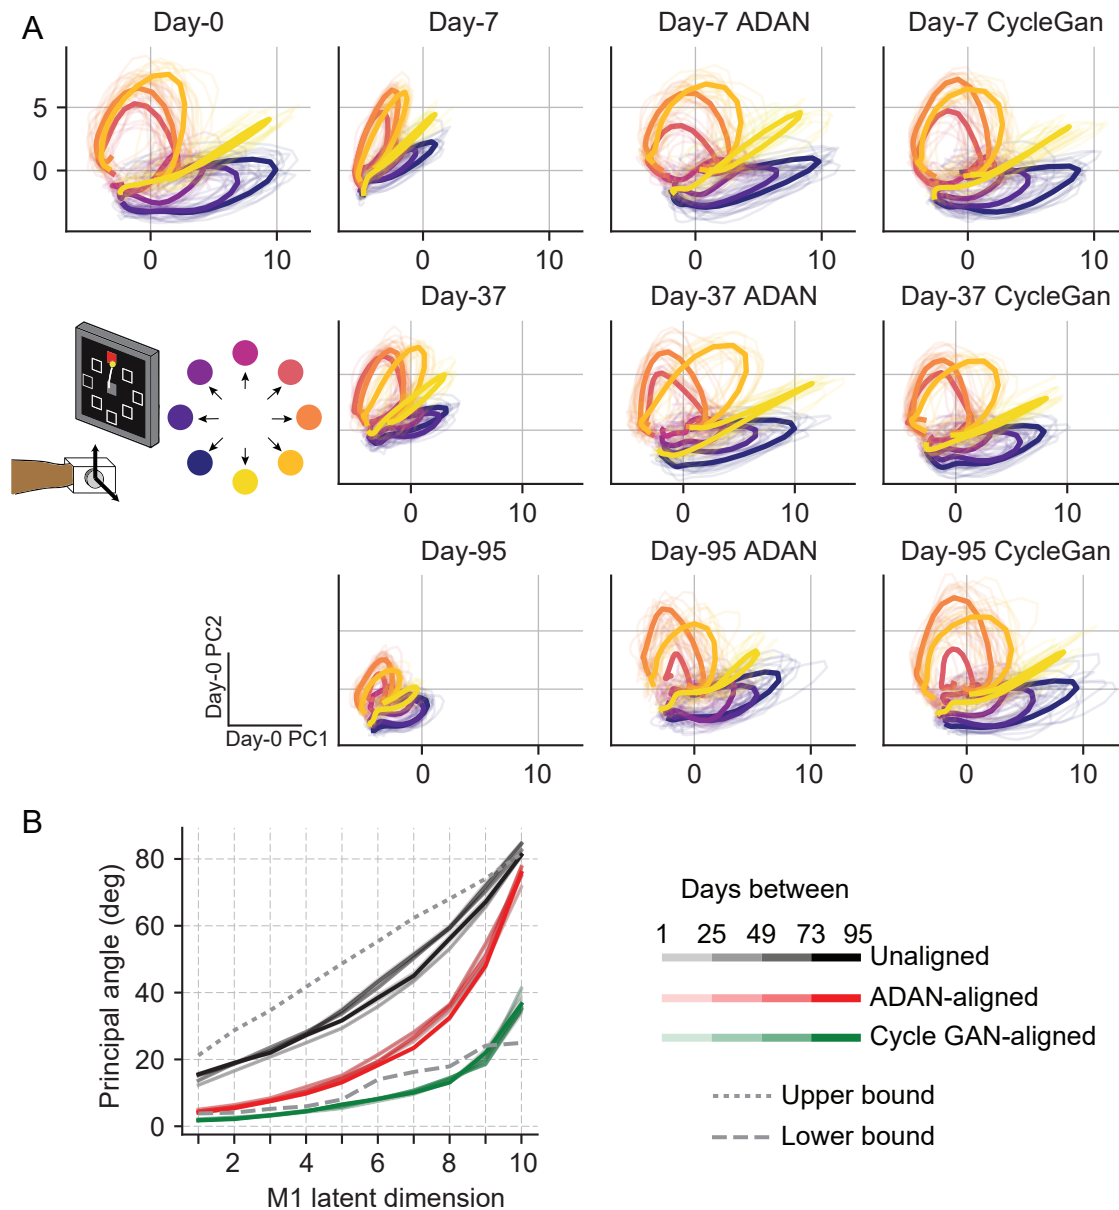 A
Day-0
Day-7
Day-7 ADAN
Day-7 CycleGan
5
0
0 10
0 10
0 10
0 10
Day-37
Day-37 ADAN
Day-37 CycleGan
0 10
0 10
0 10
Day-95
Day-95 ADAN
Day-95 CycleGan
Day-0 PC2
Day-0 PC1
0 10
0 10
0 10
B
Principal angle (deg)
80
60
40
20
0
2 4 6 8 10
M1 latent dimension
Days between
1 25 49 73 95
Unaligned
ADAN-aligned
Cycle GAN-aligned
Upper bound
Lower bound